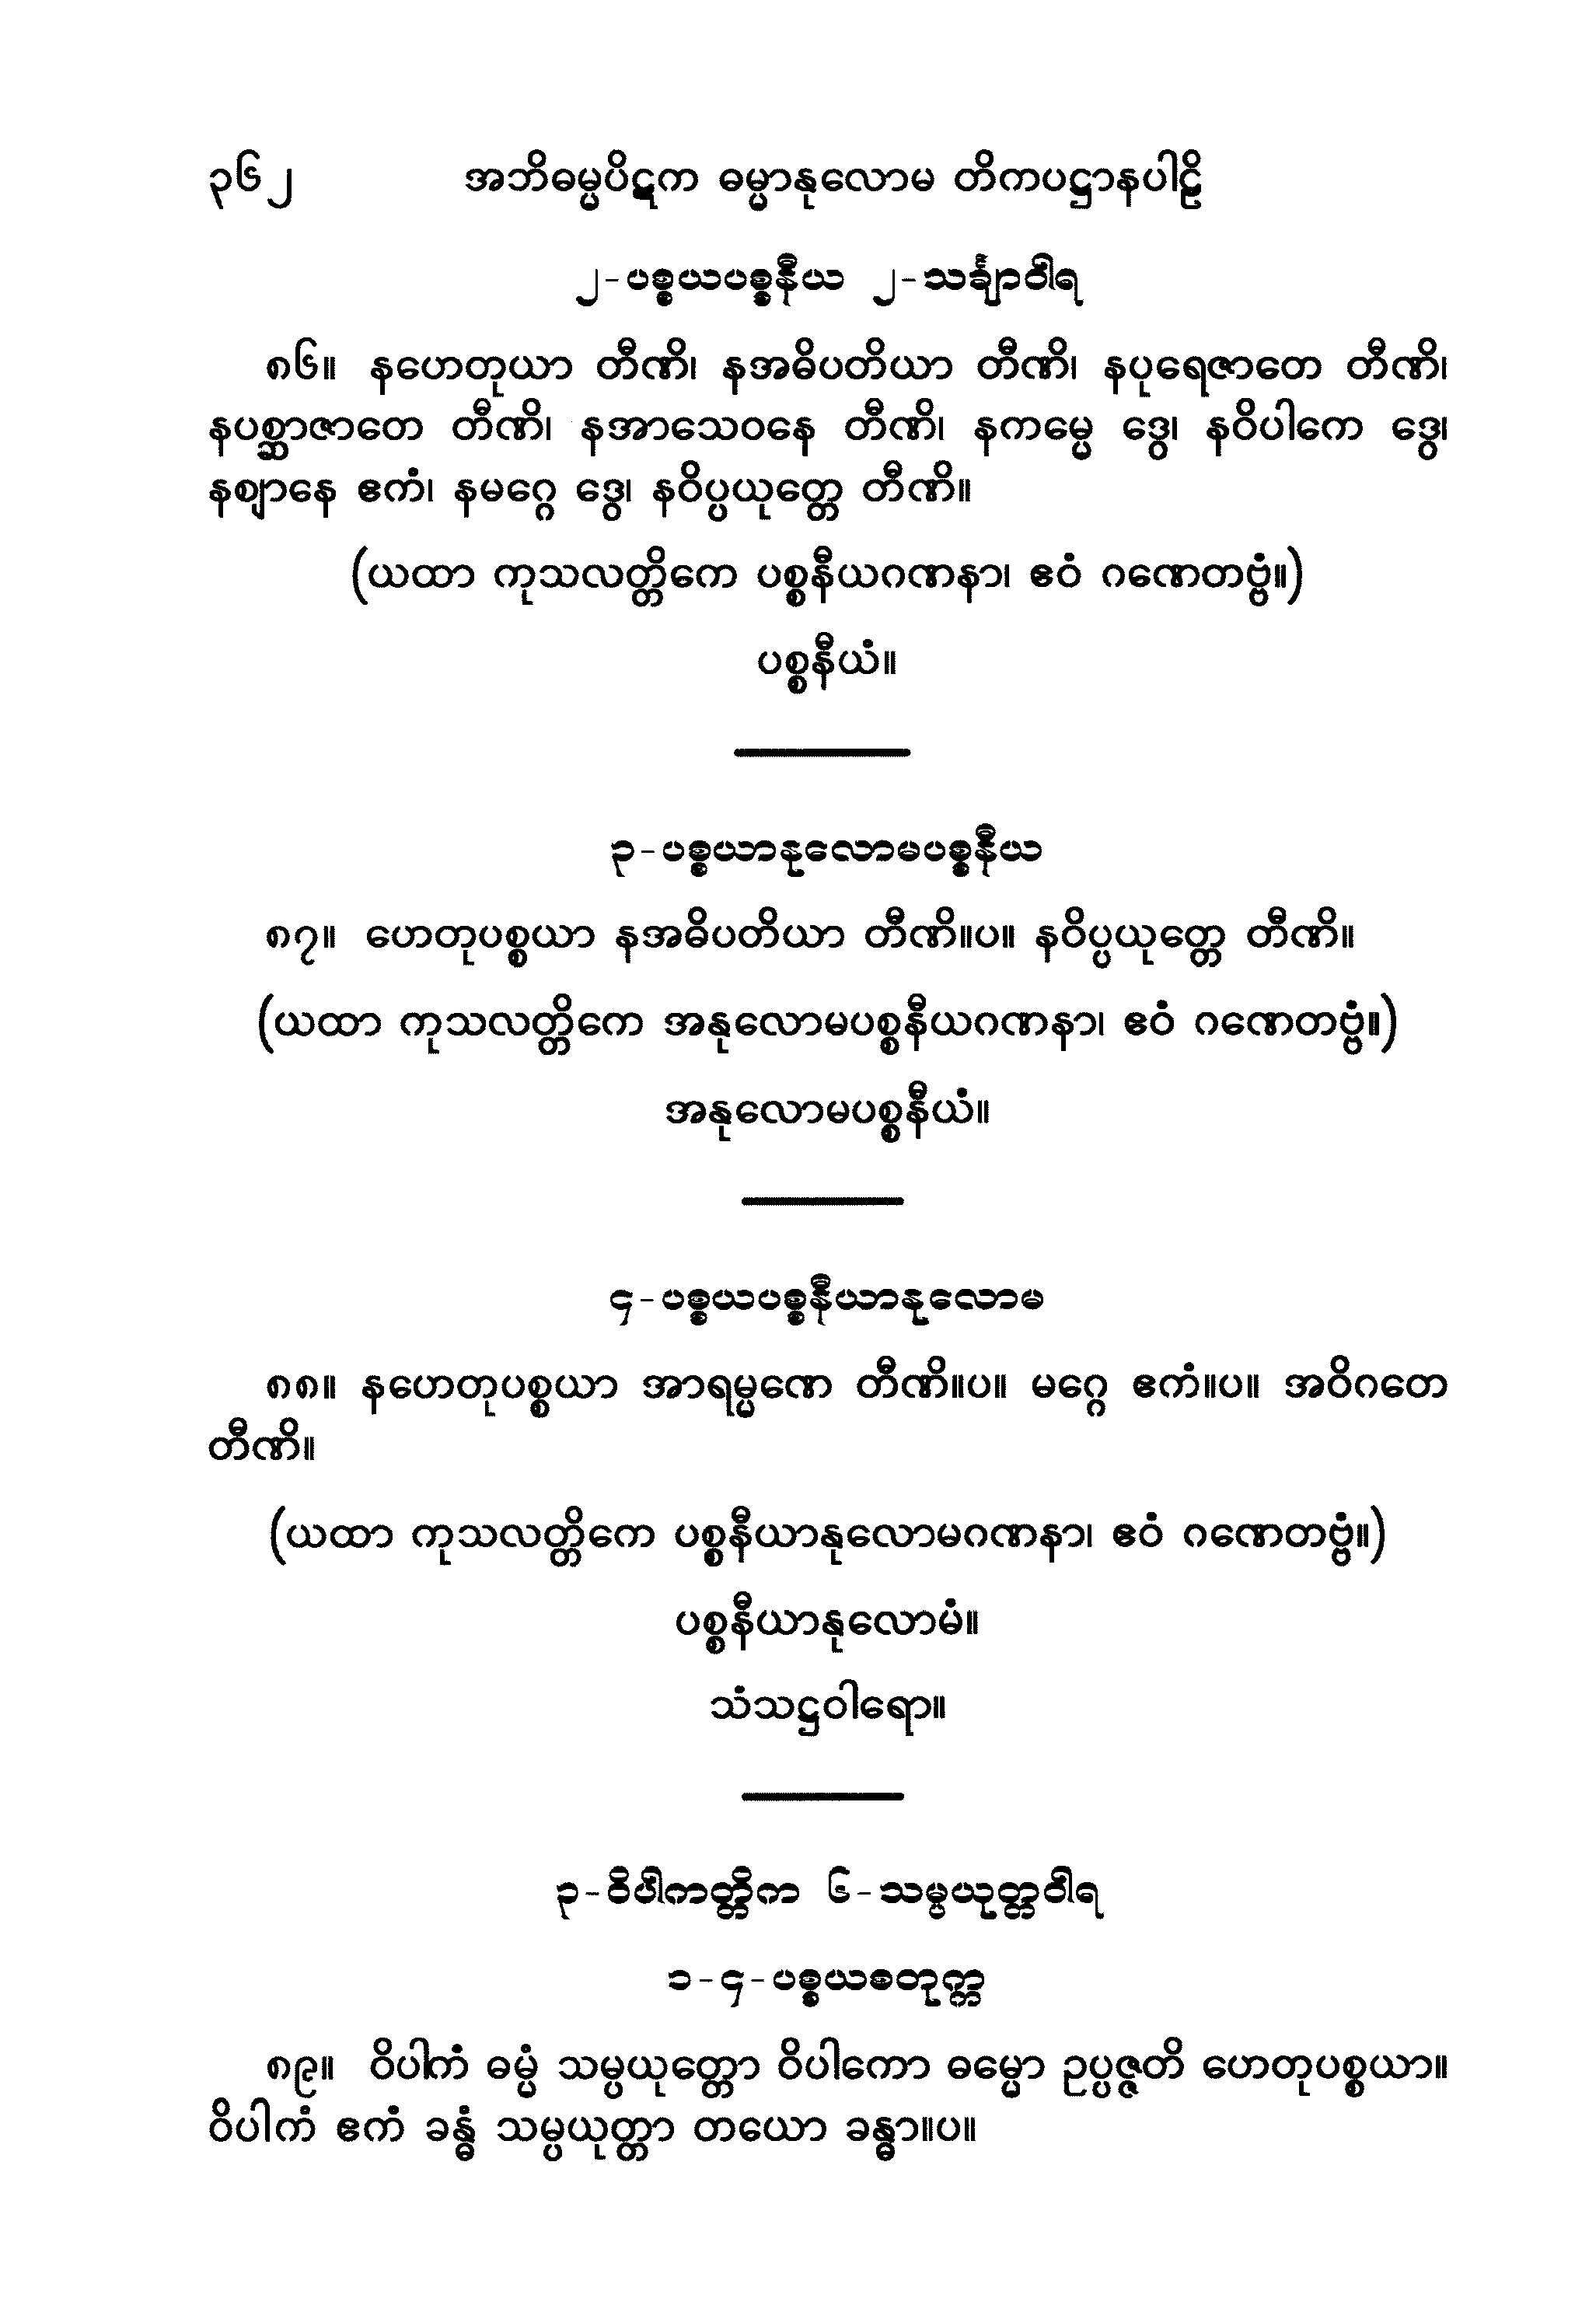 ၃၆၂ အဘိဓမ္မပိဋက ဓမ္မာနုလောမ တိကပဋ္ဌာနပါဠိ
၂-ပစ္စယပစ္စနီယ ၂-သင်္ချာဝါရ
၈၆။ နဟေတုယာ တီဏိ၊ နအဓိပတိယာ တီဏိ၊ နပုရေဇာတေ တီဏိ၊
နပစ္ဆာဇာတေ တီဏိ၊ နအာသေဝနေ တီဏိ၊ နကမ္မေ ဒွေ၊ နဝိပါကေ ဒွေ၊
နဈာနေ ဧကံ၊ နမဂ္ဂေ ဒွေ၊ နဝိပ္ပယုတ္တေ တီဏိ။
(ယထာ ကုသလတ္တိကေ ပစ္စနီယဂဏနာ၊ ဧဝံ ဂဏေတဗ္ဗံ။)
ပစ္စနီယံ။
၃-ပစ္စယာနုလောမပစ္စနီယ
၈၇။ ဟေတုပစ္စယာ နအဓိပတိယာ တီဏိ။ပ။ နဝိပ္ပယုတ္တေ တီဏိ။
(ယထာ ကုသလတ္တိကေ အနုလောမပစ္စနီယဂဏနာ၊ ဧဝံ ဂဏေတဗ္ဗံ။)
အနုလောမပစ္စနီယံ။
၄-ပစ္စယပစ္စနီယာနုလောမ
၈၈။ နဟေတုပစ္စယာ အာရမ္မဏေ တီဏိ။ပ။ မဂ္ဂေ ဧကံ။ပ။ အဝိဂတေ
တီဏိ။
(ယထာ ကုသလတ္တိကေ ပစ္စနီယာနုလောမဂဏနာ၊ ဧဝံ ဂဏေတဗ္ဗံ။)
ပစ္စနီယာနုလောမံ။
သံသဋ္ဌဝါရော။
၃-ဝိပါကတ္တိက ၆-သမ္ပယုတ္တဝါရ
၁-၄-ပစ္စယစတုက္က
၈၉။ ဝိပါကံ ဓမ္မံ သမ္ပယုတ္တော ဝိပါကော ဓမ္မော ဥပ္ပဇ္ဇတိ ဟေတုပစ္စယာ။
ဝိပါကံ ဧကံ ခန္ဓံ သမ္ပယုတ္တာ တယော ခန္ဓာ။ပ။